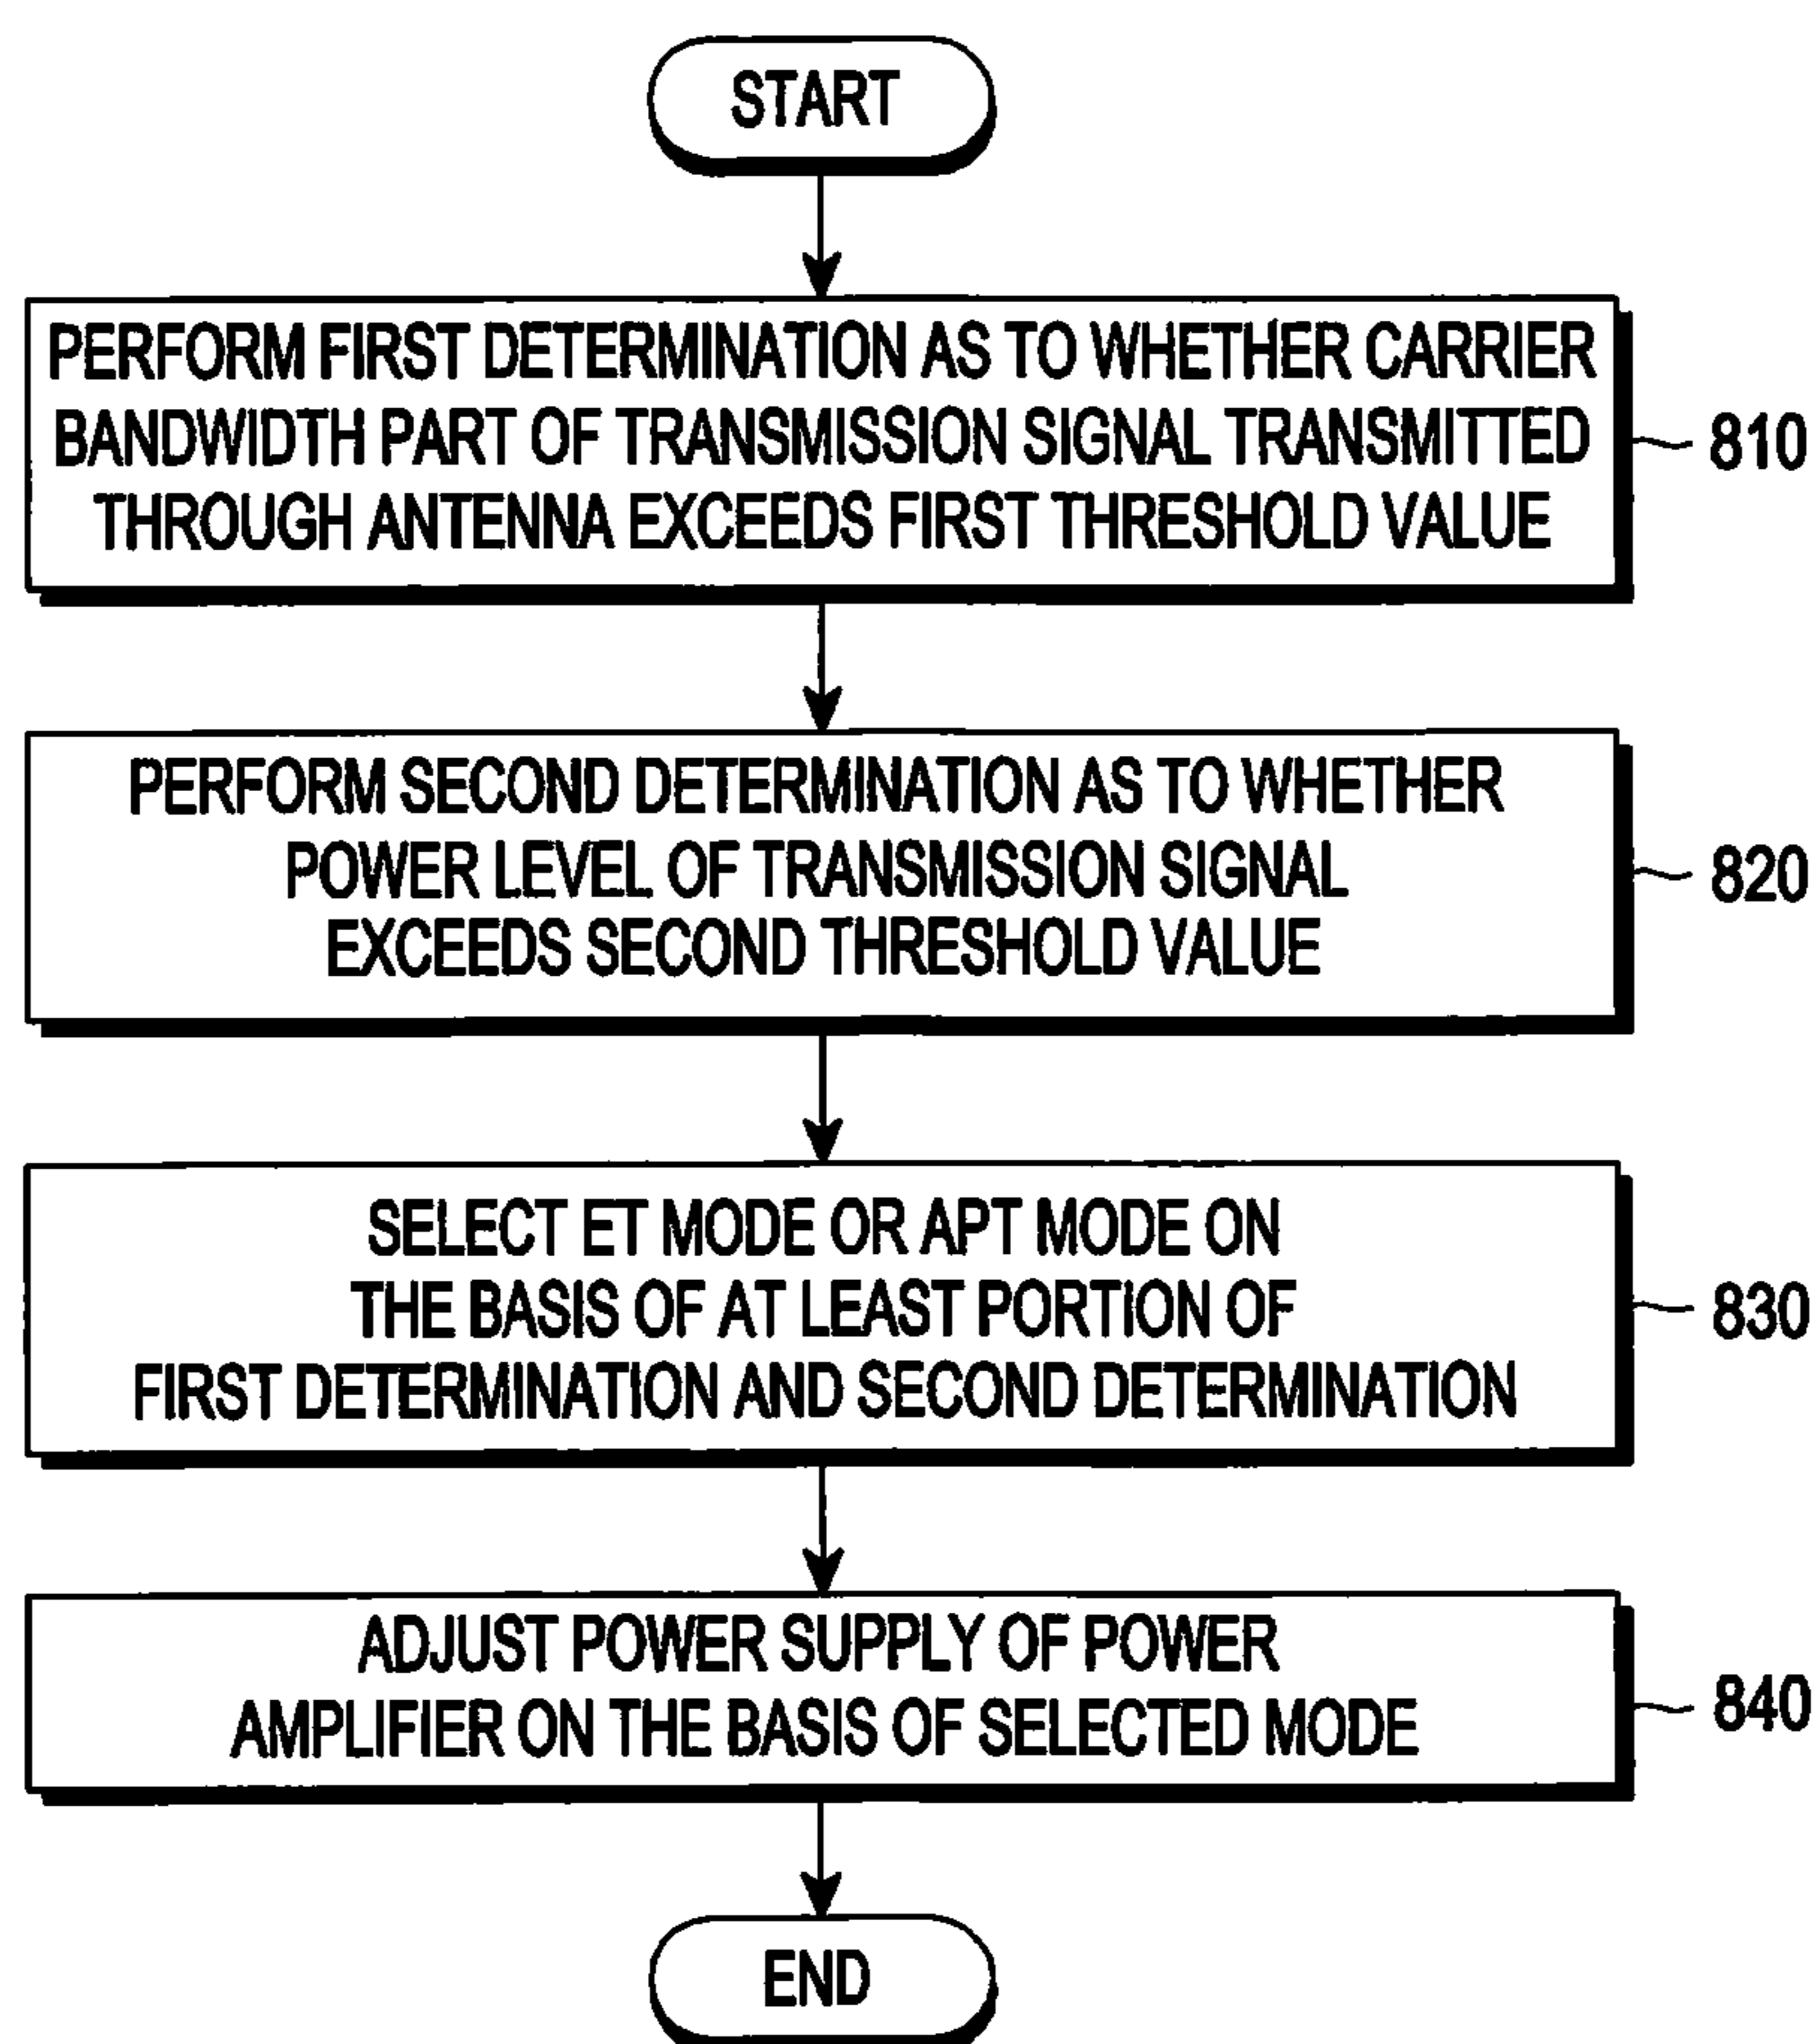 START
PERFORM FIRST DETERMINATION AS TO WHETHER CARRIER
BANDWIDTH PART OF TRANSMISSION SIGNAL TRANSMITTED
THROUGH ANTENNA EXCEEDS FIRST THRESHOLD VALUE
810
PERFORM SECOND DETERMINATION AS TO WHETHER
POWER LEVEL OF TRANSMISSION SIGNAL
EXCEEDS SECOND THRESHOLD VALUE
820
SELECT ET MODE OR APT MODE ON
THE BASIS OF AT LEAST PORTION OF
FIRST DETERMINATION AND SECOND DETERMINATION
830
ADJUST POWER SUPPLY OF POWER
AMPLIFIER ON THE BASIS OF SELECTED MODE
840
END